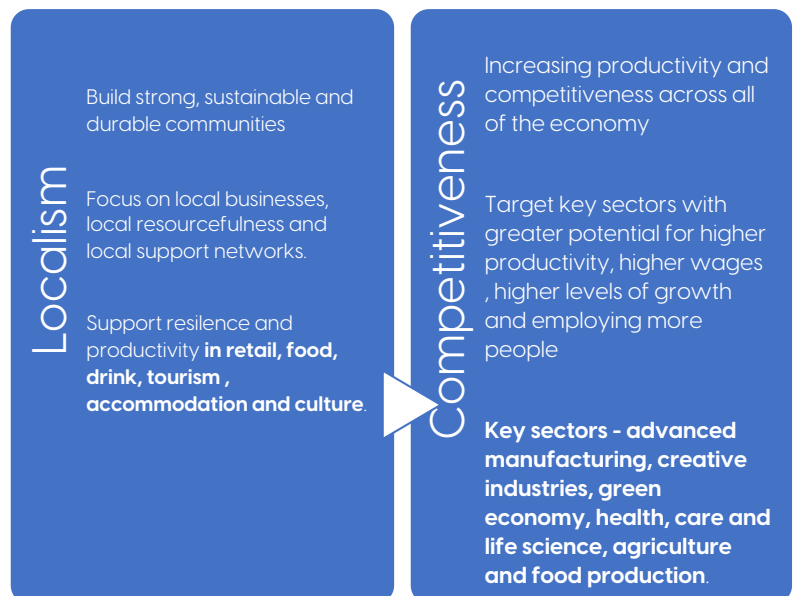 Localism
Build strong, sustainable and
durable communities
Focus on local businesses,
local resourcefulness and
local support networks.
Support resilence and
productivity in retail, food,
drink, tourism ,
accommodation and culture.
Competitiveness
Increasing productivity and
competitiveness across all
of the economy
Target key sectors with
greater potential for higher
productivity, higher wages
, higher levels of growth
and employing more
people
Key sectors - advanced
manufacturing, creative
industries, green
economy, health, care and
life science, agriculture
and food production.